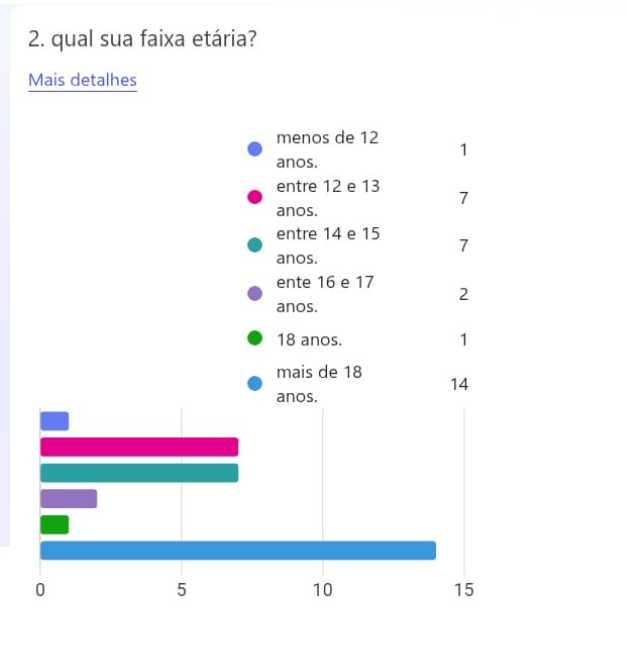 2. qual sua faixa etária?
Mais detalhes
menos de 12
anos.
1
entre 12 e 13
anos.
7
entre 14 e 15
anos.
7
ente 16 e 17
anos.
2
18 anos.
1
mais de 18
anos.
14
0 5 10 15